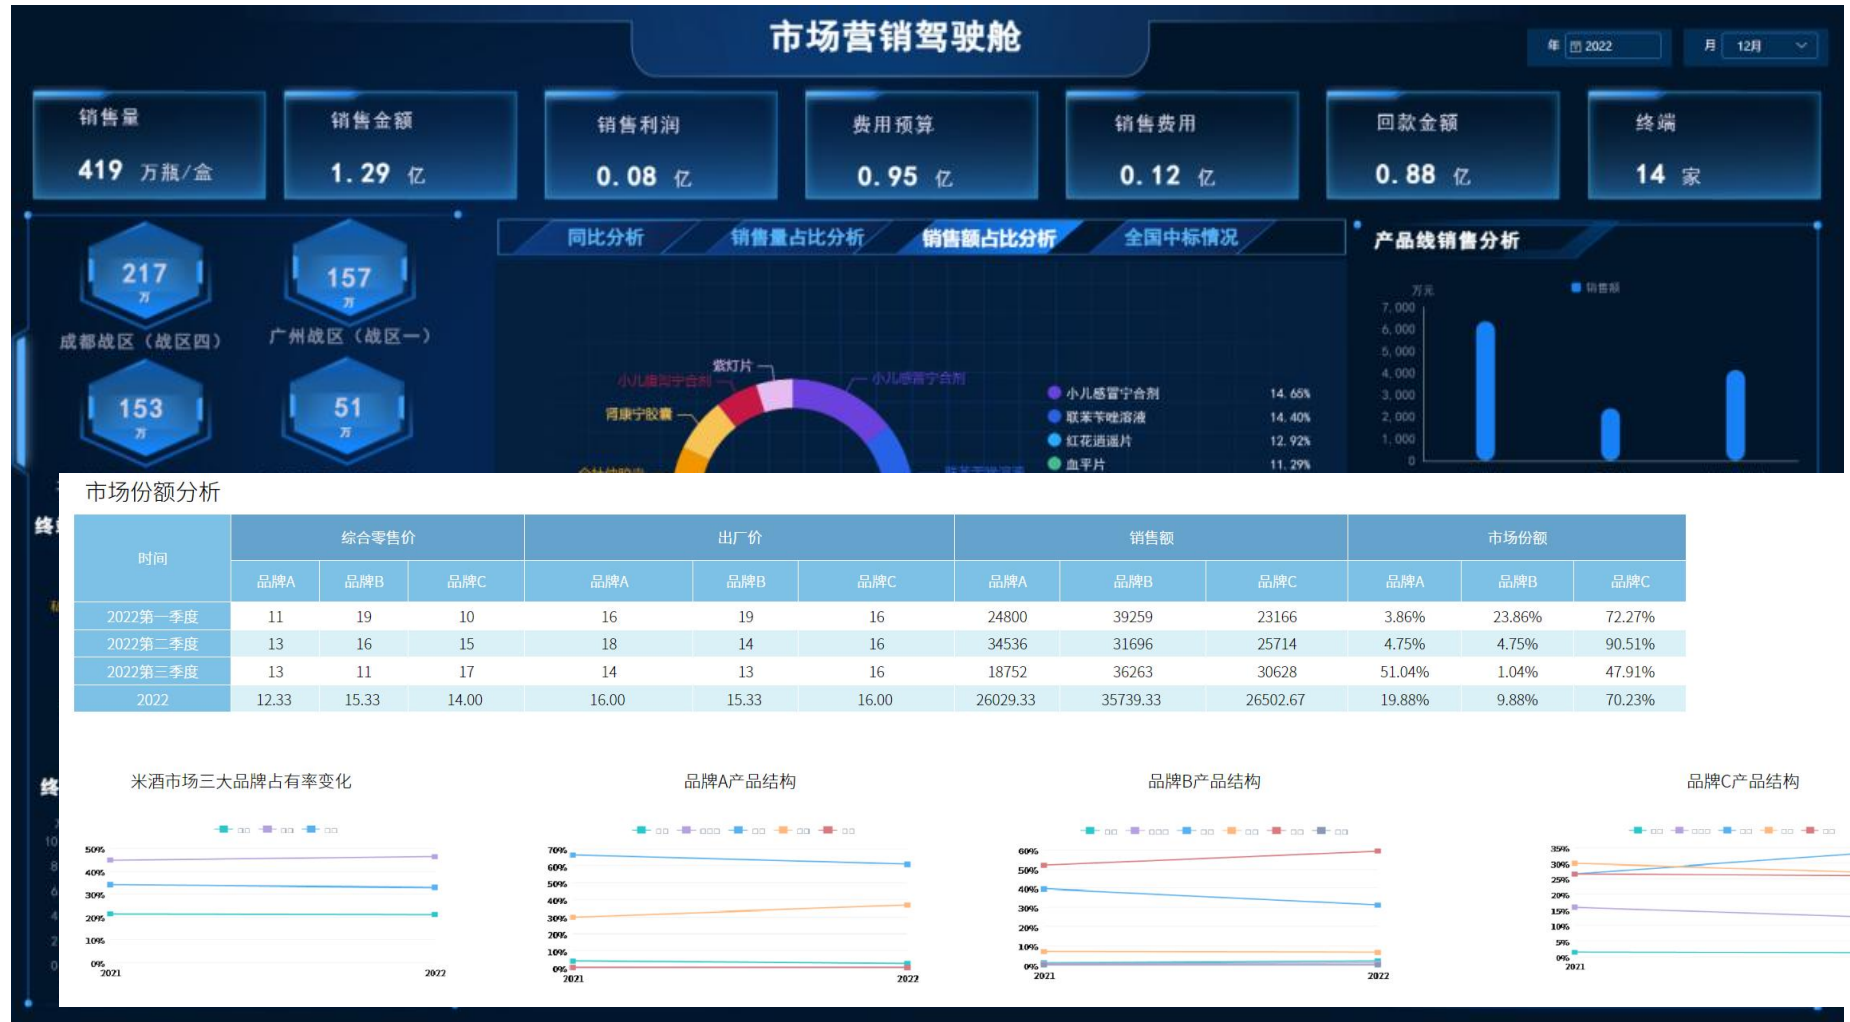 市场营销驾驶舱
年 2022 月 12月
销售量 销售金额 销售利润 费用预算 销售费用 回款金额 终端
419 万瓶/盒 1.29 亿 0.08 亿 0.95 亿 0.12 亿 0.88 亿 14 家
217 万
157 万
成都战区（战区四）
广州战区（战区一）
153 万
51 万
同比分析 销售量占比分析 销售额占比分析 全国中标情况
紫灯片
小儿感冒宁合剂
肾康宁胶囊
小儿感冒宁合剂 14.65%
联苯苄唑溶液 14.40%
红花逍遥片 12.92%
血平片 11.29%
产品线销售分析
万元 销售额
7,000
6,000
5,000
4,000
3,000
2,000
1,000
0
市场份额分析
时间 综合零售价 出厂价 销售额 市场份额
品牌A 品牌B 品牌C 品牌A 品牌B 品牌C 品牌A 品牌B 品牌C 品牌A 品牌B 品牌C
2022第一季度 11 19 10 16 19 16 24800 39259 23166 3.86% 23.86% 72.27%
2022第二季度 13 16 15 18 14 16 34536 31696 25714 4.75% 4.75% 90.51%
2022第三季度 13 11 17 14 13 16 18752 36263 30628 51.04% 1.04% 47.91%
2022 12.33 15.33 14.00 16.00 15.33 16.00 26029.33 35739.33 26502.67 19.88% 9.88% 70.23%
终
终
10
8
6
4
2
0
米酒市场三大品牌占有率变化
50%
40%
30%
20%
10%
0%
2021 2022
品牌A产品结构
70%
60%
50%
40%
30%
20%
10%
0%
2021 2022
品牌B产品结构
60%
50%
40%
30%
20%
10%
0%
2021 2022
品牌C产品结构
35%
30%
25%
20%
15%
10%
5%
0%
2021